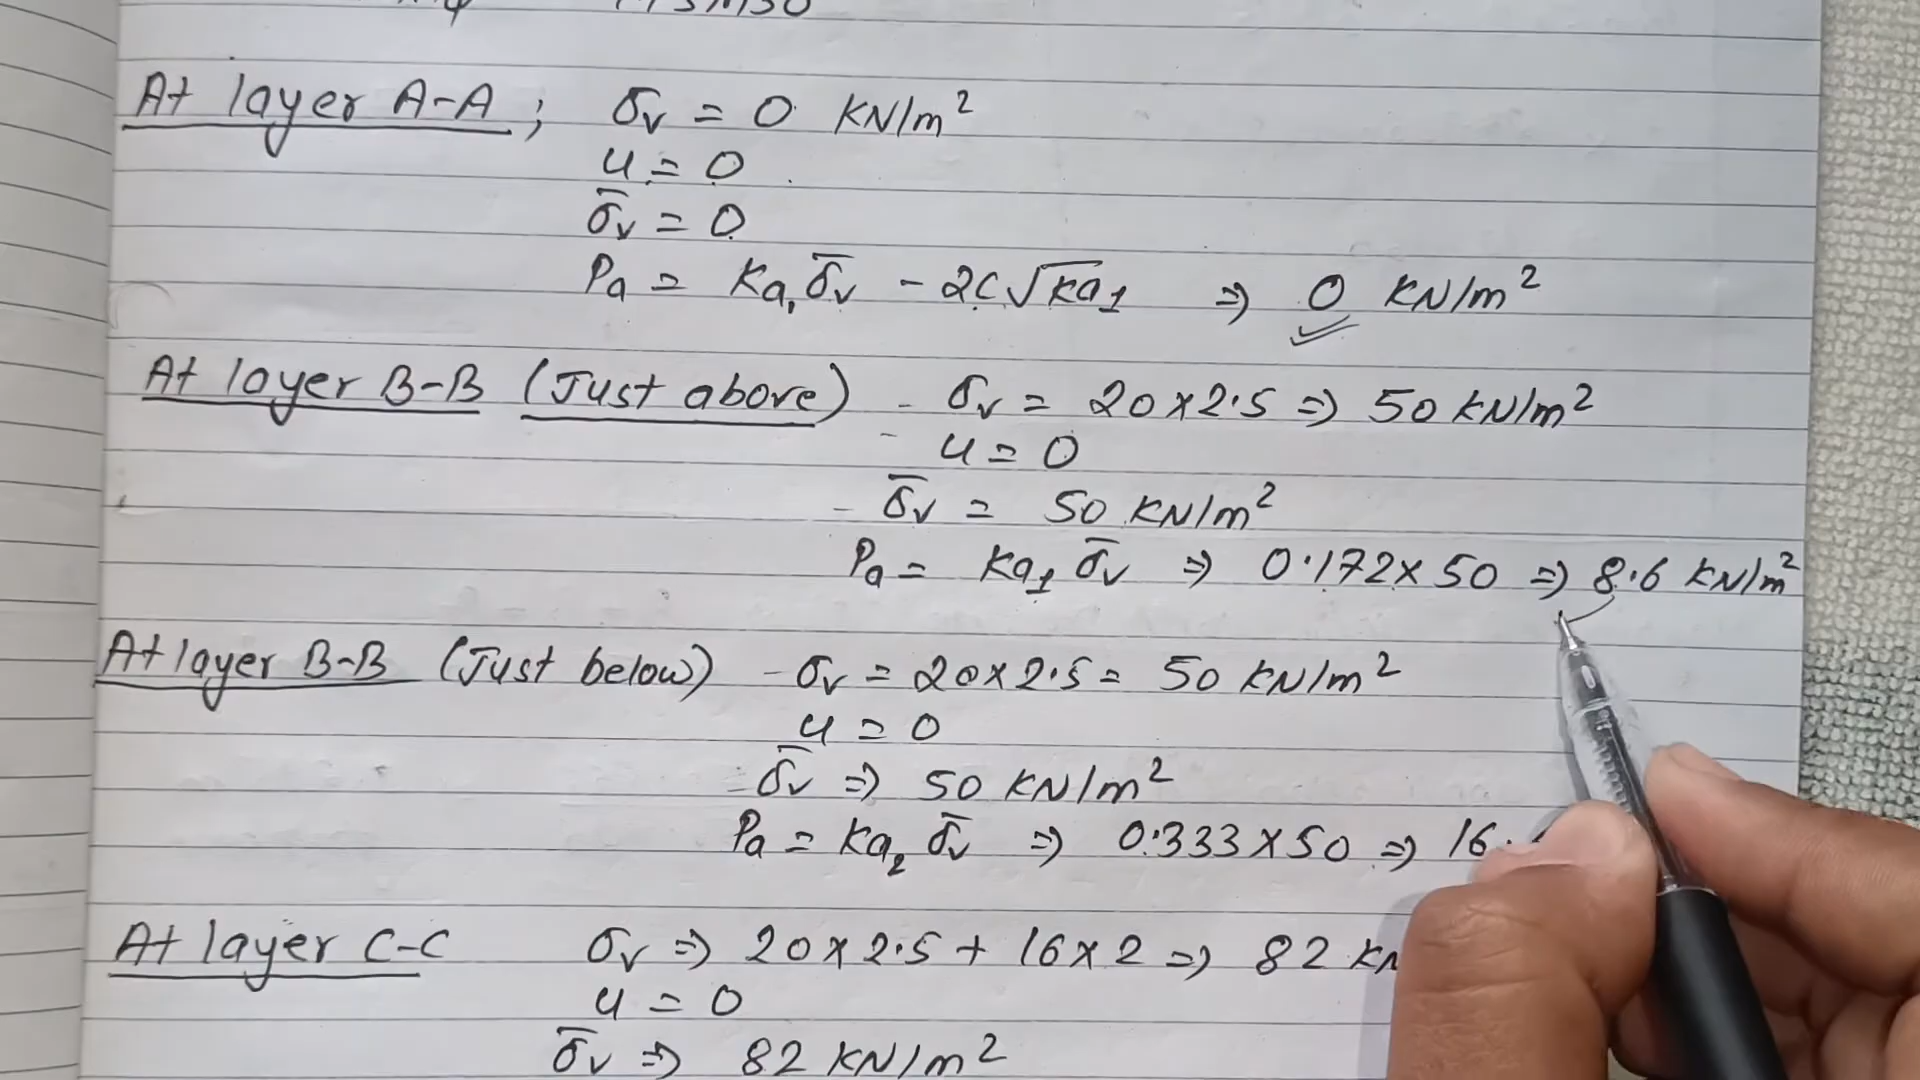 At layer A-A ; σv = 0 KN/m²
u = 0
σ̄v = 0
Pa = Ka₁ σ̄v - 2C√Ka₁ ⇒ 0 KN/m²
At layer B-B (Just above) - σv = 20×2.5 ⇒ 50 KN/m²
u = 0
- σ̄v = 50 KN/m²
Pa = Ka₁ σ̄v ⇒ 0.172×50 ⇒ 8.6 KN/m²
At layer B-B (Just below) - σv = 20×2.5 = 50 KN/m²
u = 0
- σ̄v ⇒ 50 KN/m²
Pa = Ka₂ σ̄v ⇒ 0.333×50 ⇒ 16.
At layer C-C σv ⇒ 20×2.5 + 16×2 ⇒ 82 KN
u = 0
σ̄v ⇒ 82 KN/m²